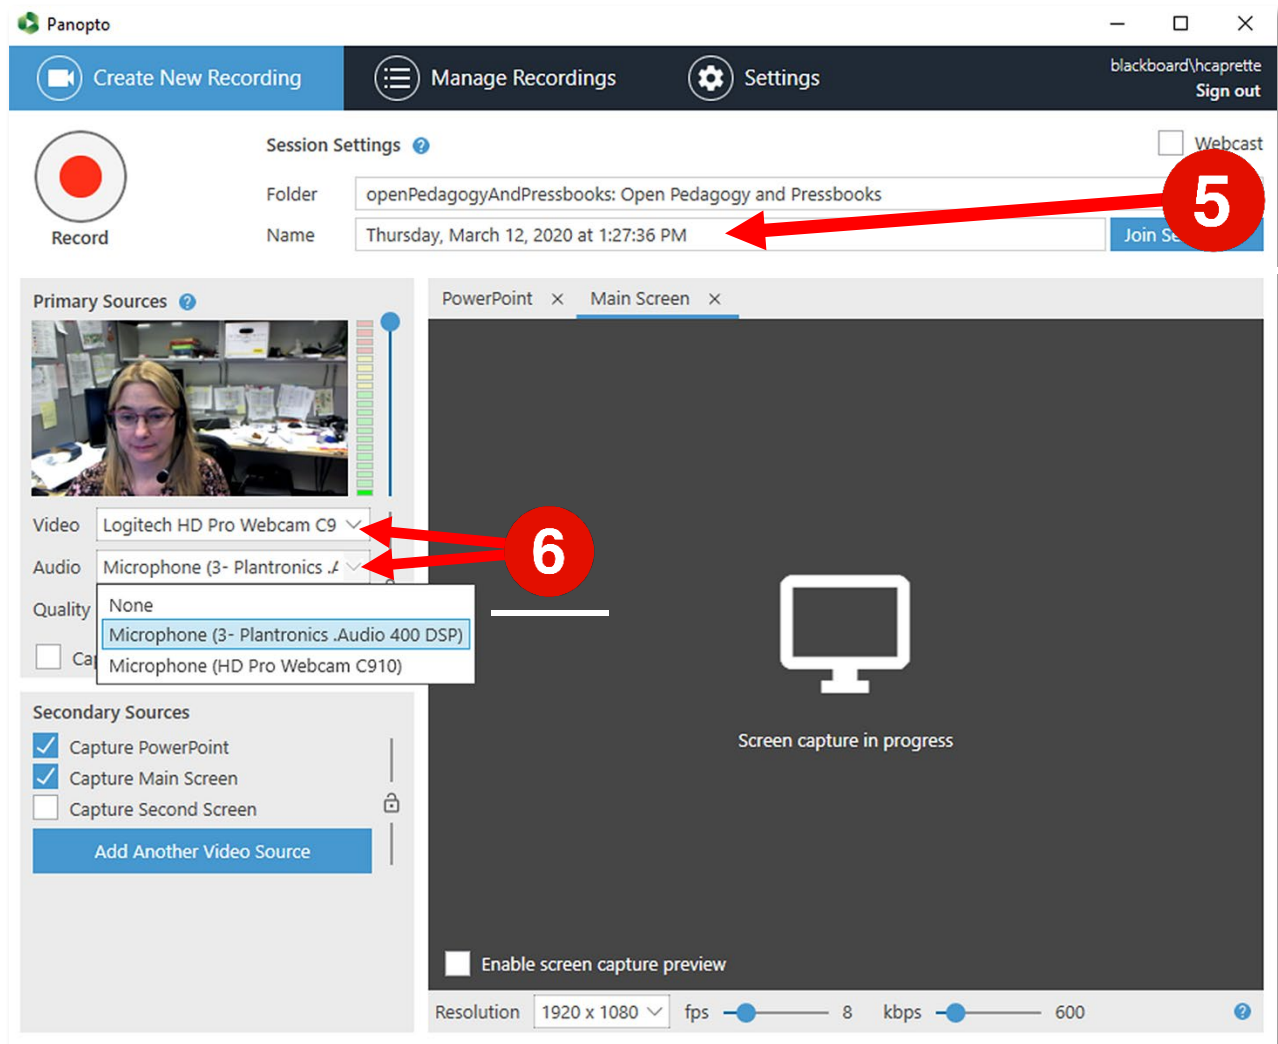 Panopto
Create New Recording
Manage Recordings
Settings
blackboard\hcaprette
Sign out
Record
Session Settings ?
Webcast
Folder openPedagogyAndPressbooks: Open Pedagogy and Pressbooks
Name Thursday, March 12, 2020 at 1:27:36 PM
Join Se
5
Primary Sources ?
PowerPoint
Main Screen
Video Logitech HD Pro Webcam C9
Audio Microphone (3- Plantronics .A
6
Quality
None
Microphone (3- Plantronics .Audio 400 DSP)
Microphone (HD Pro Webcam C910)
Ca
Screen capture in progress
Secondary Sources
Capture PowerPoint
Capture Main Screen
Capture Second Screen
Add Another Video Source
Enable screen capture preview
Resolution 1920 x 1080 fps 8 kbps 600 ?